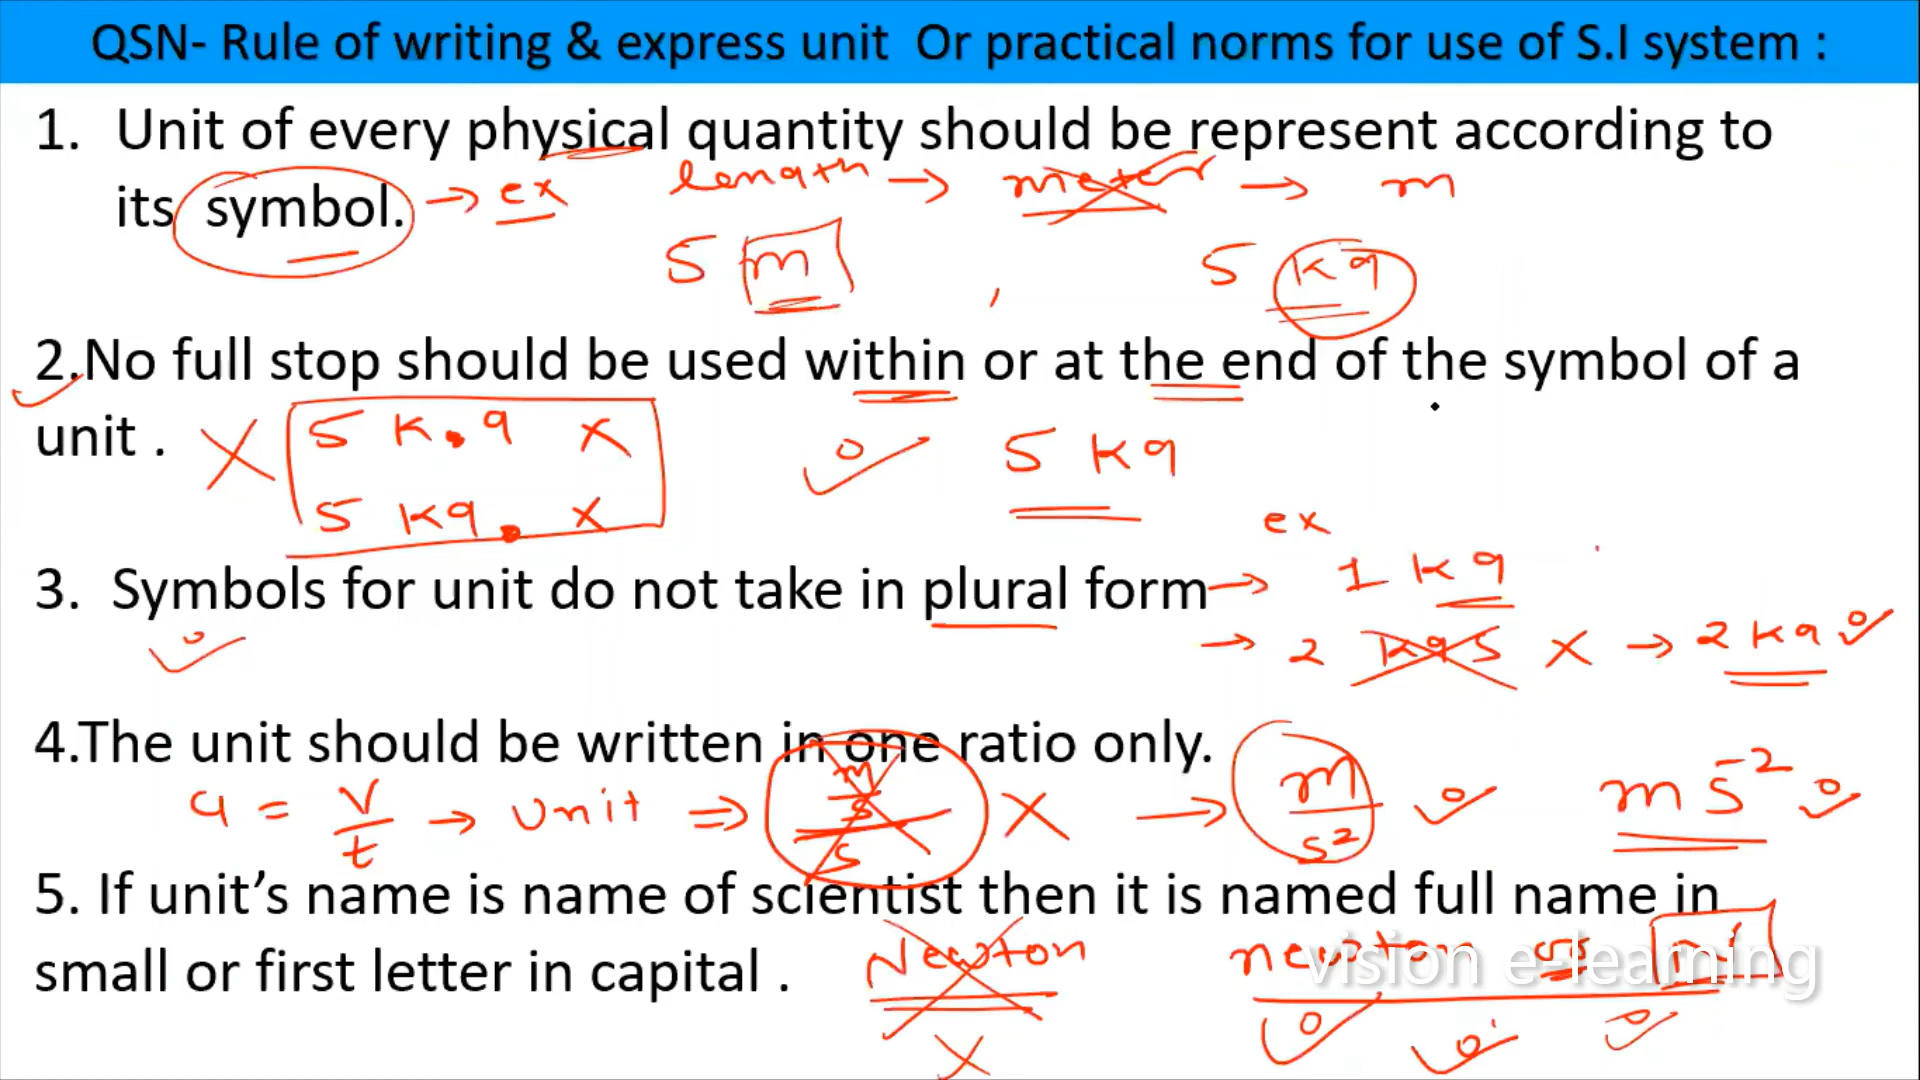 QSN- Rule of writing & express unit Or practical norms for use of S.I system :
1. Unit of every physical quantity should be represent according to
its symbol. → ex length → meter → m
5 m , 5 kg
2.No full stop should be used within or at the end of the symbol of a
unit .
X 5 k.g x
5 kg. x
5 kg
ex
3. Symbols for unit do not take in plural form → 1 kg
→ 2 kgs x → 2 kg
4.The unit should be written in one ratio only.
a = v/t → unit ⇒ m/s/s X → m/s² m s²
5. If unit’s name is name of scientist then it is named full name in
small or first letter in capital . Newton newton or
X
vision e-learning